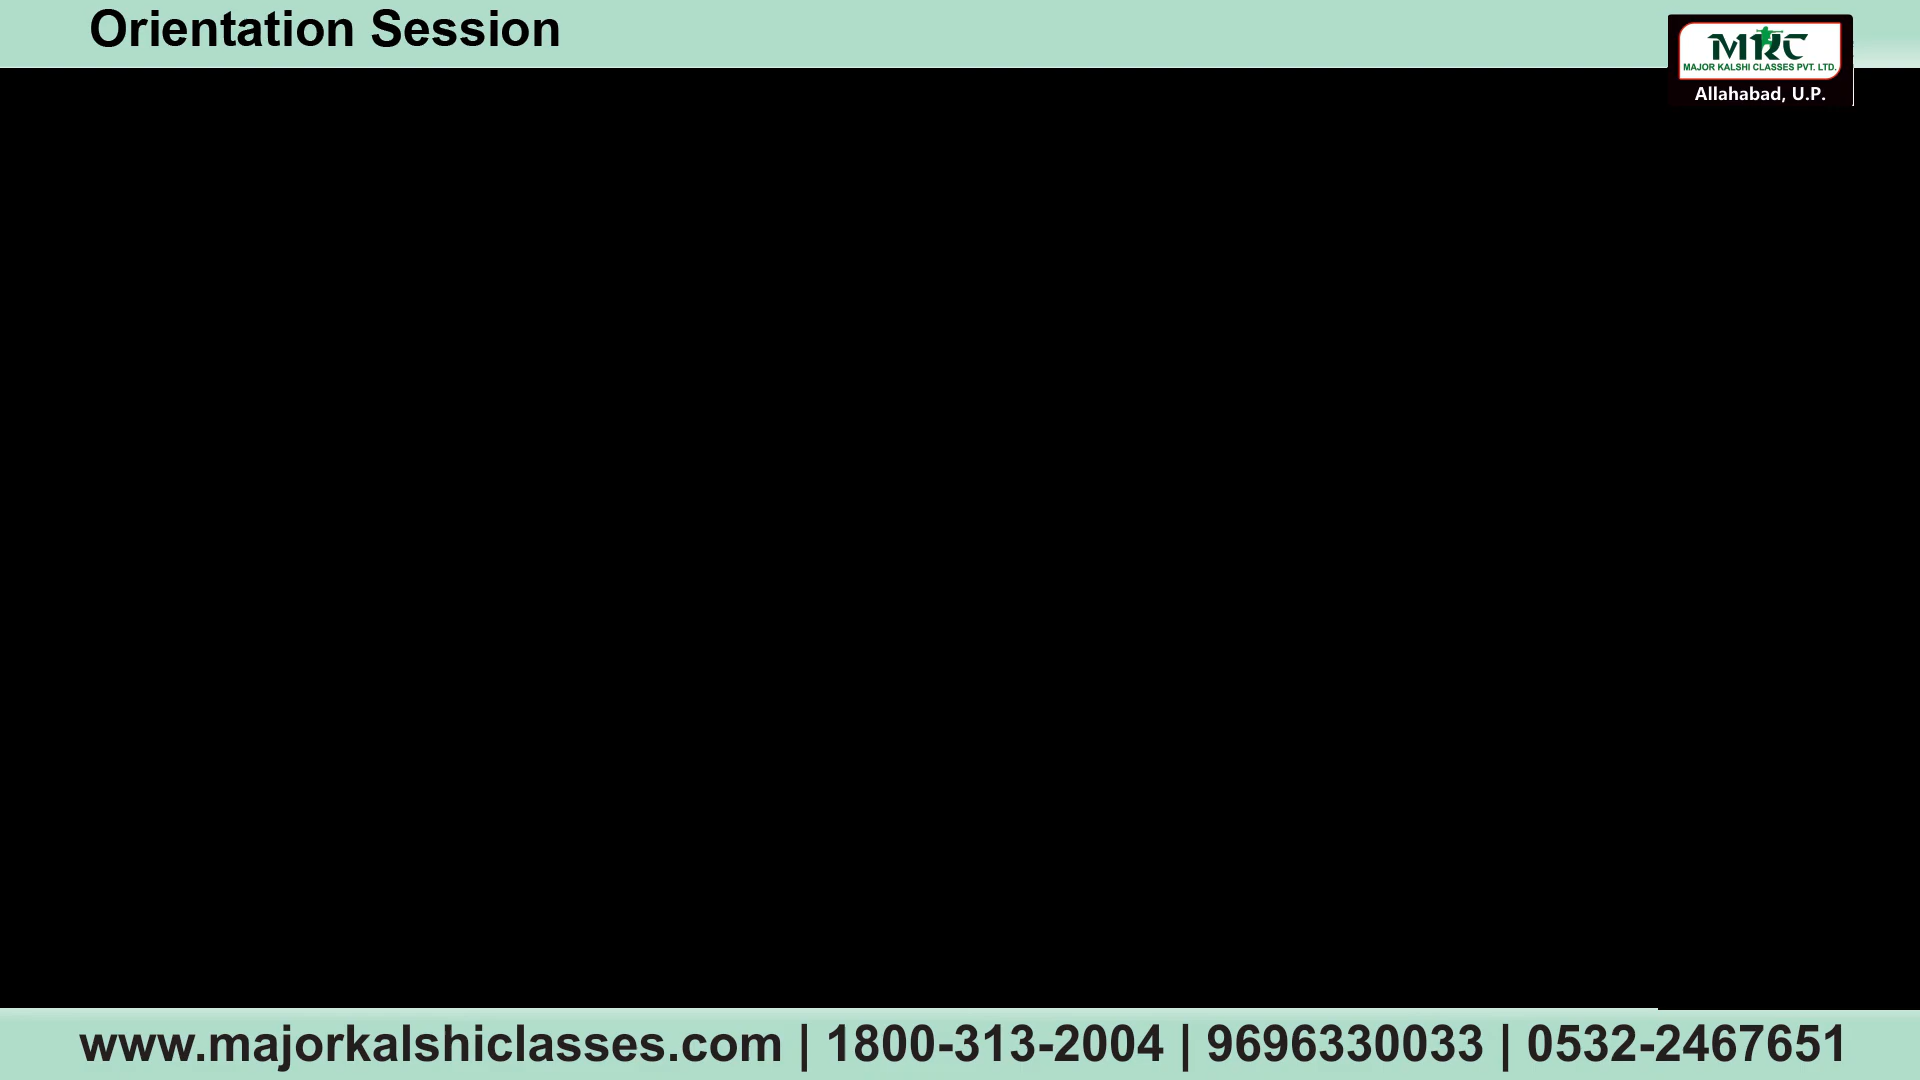 Orientation Session
MKC
MAJOR KALSHI CLASSES PVT. LTD.
Allahabad, U.P.
www.majorkalshiclasses.com | 1800-313-2004 | 9696330033 | 0532-2467651